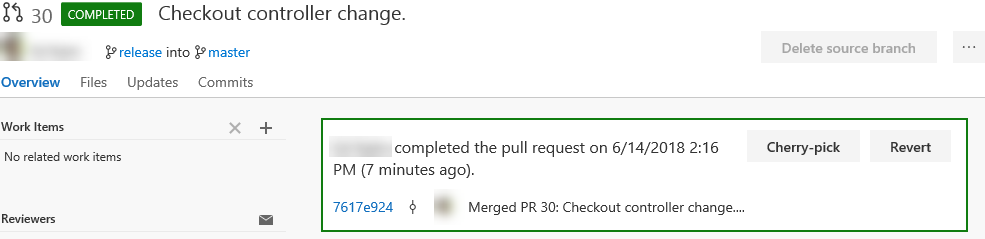 30 COMPLETED Checkout controller change.
release into master
Delete source branch ...
Overview Files Updates Commits
Work Items
No related work items
Reviewers
completed the pull request on 6/14/2018 2:16
PM (7 minutes ago).
Cherry-pick Revert
7617e924 Merged PR 30: Checkout controller change....